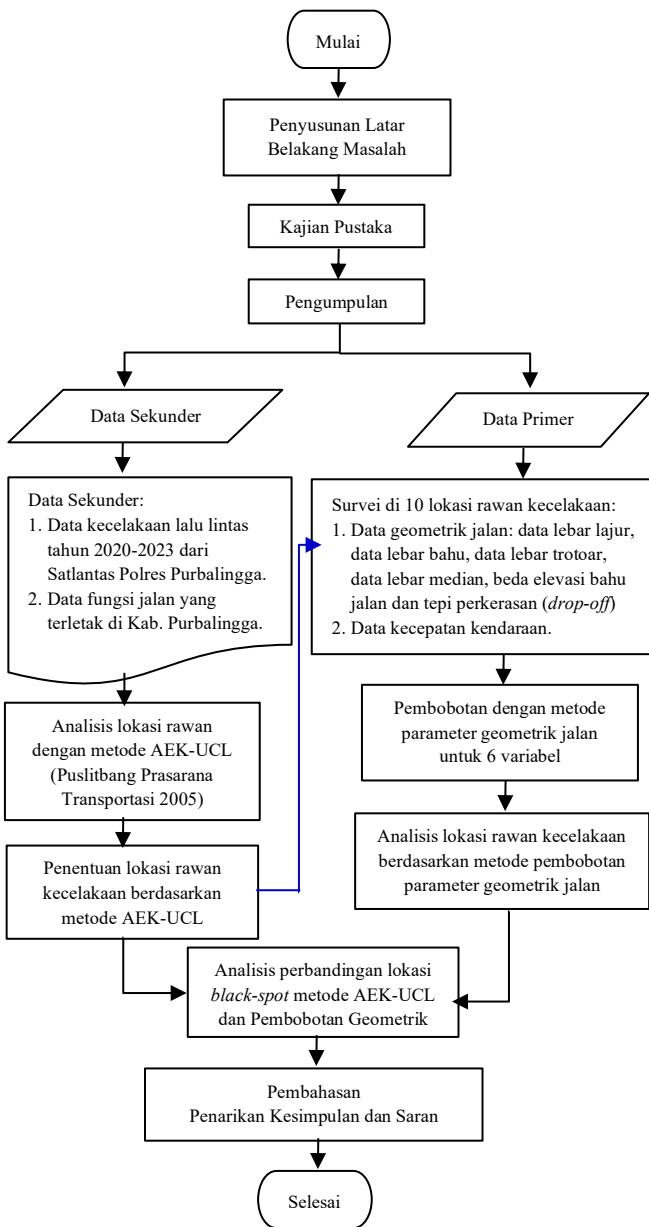 Mulai
Penyusunan Latar
Belakang Masalah
Kajian Pustaka
Pengumpulan
Data Sekunder
Data Primer
Data Sekunder:
1. Data kecelakaan lalu lintas
tahun 2020-2023 dari
Satlantas Polres Purbalingga.
2. Data fungsi jalan yang
terletak di Kab. Purbalingga.
Survei di 10 lokasi rawan kecelakaan:
1. Data geometrik jalan: data lebar lajur,
data lebar bahu, data lebar trotoar,
data lebar median, beda elevasi bahu
jalan dan tepi perkerasan (drop-off)
2. Data kecepatan kendaraan.
Analisis lokasi rawan
dengan metode AEK-UCL
(Puslitbang Prasarana
Transportasi 2005)
Pembobotan dengan metode
parameter geometrik jalan
untuk 6 variabel
Penentuan lokasi rawan
kecelakaan berdasarkan
metode AEK-UCL
Analisis lokasi rawan kecelakaan
berdasarkan metode pembobotan
parameter geometrik jalan
Analisis perbandingan lokasi
black-spot metode AEK-UCL
dan Pembobotan Geometrik
Pembahasan
Penarikan Kesimpulan dan Saran
Selesai